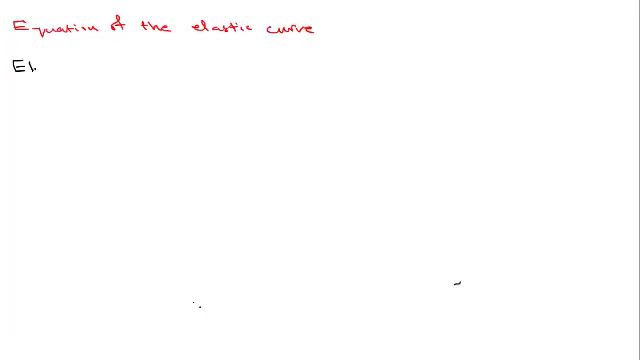 Equation of the elastic curve
EI.